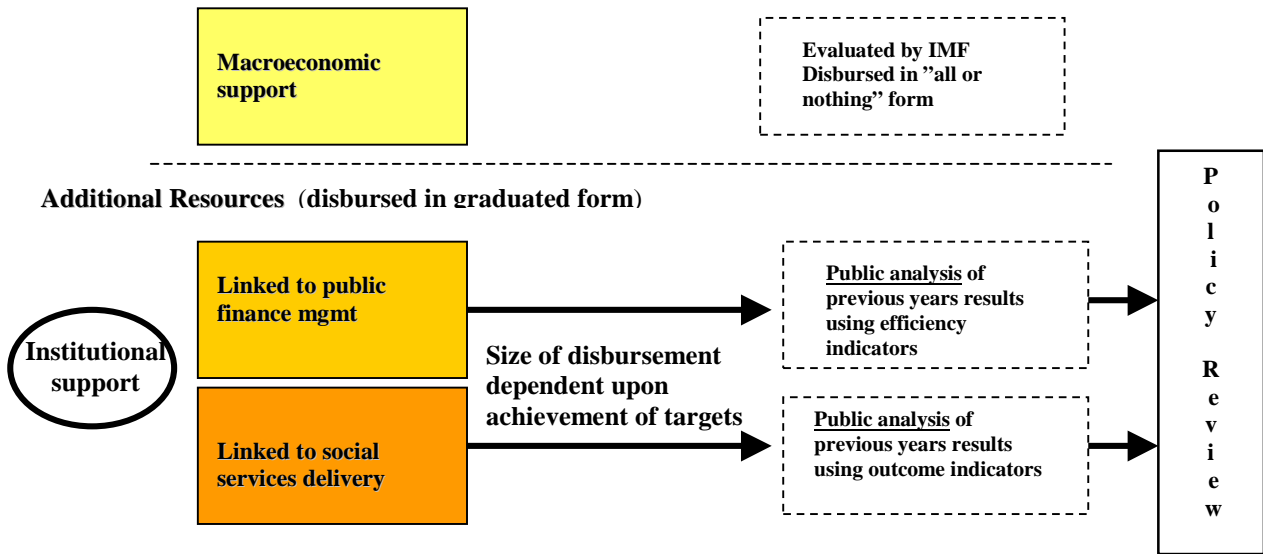 Macroeconomic
support
Evaluated by IMF
Disbursed in ”all or
nothing” form
Additional Resources (disbursed in graduated form)
Institutional
support
Linked to public
finance mgmt
Linked to social
services delivery
Size of disbursement
dependent upon
achievement of targets
Public analysis of
previous years results
using efficiency
indicators
Public analysis of
previous years results
using outcome indicators
Policy
Review